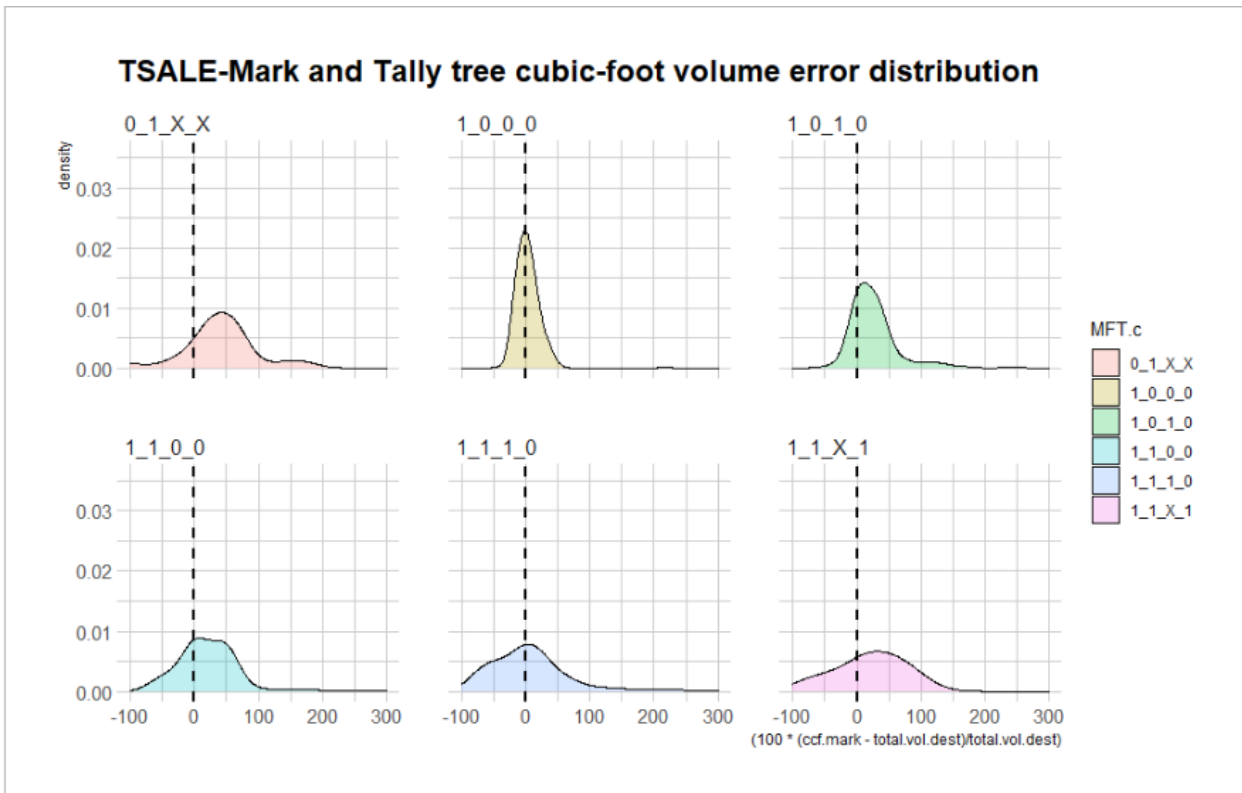 TSALE-Mark and Tally tree cubic-foot volume error distribution
0_1_X_X
1_0_0_0
1_0_1_0
density
0.03
0.02
0.01
0.00
1_1_0_0
1_1_1_0
1_1_X_1
0.03
0.02
0.01
0.00
-100 0 100 200 300
-100 0 100 200 300
-100 0 100 200 300
(100 * (ccf.mark - total.vol.dest)/total.vol.dest)
MFT.c
0_1_X_X
1_0_0_0
1_0_1_0
1_1_0_0
1_1_1_0
1_1_X_1